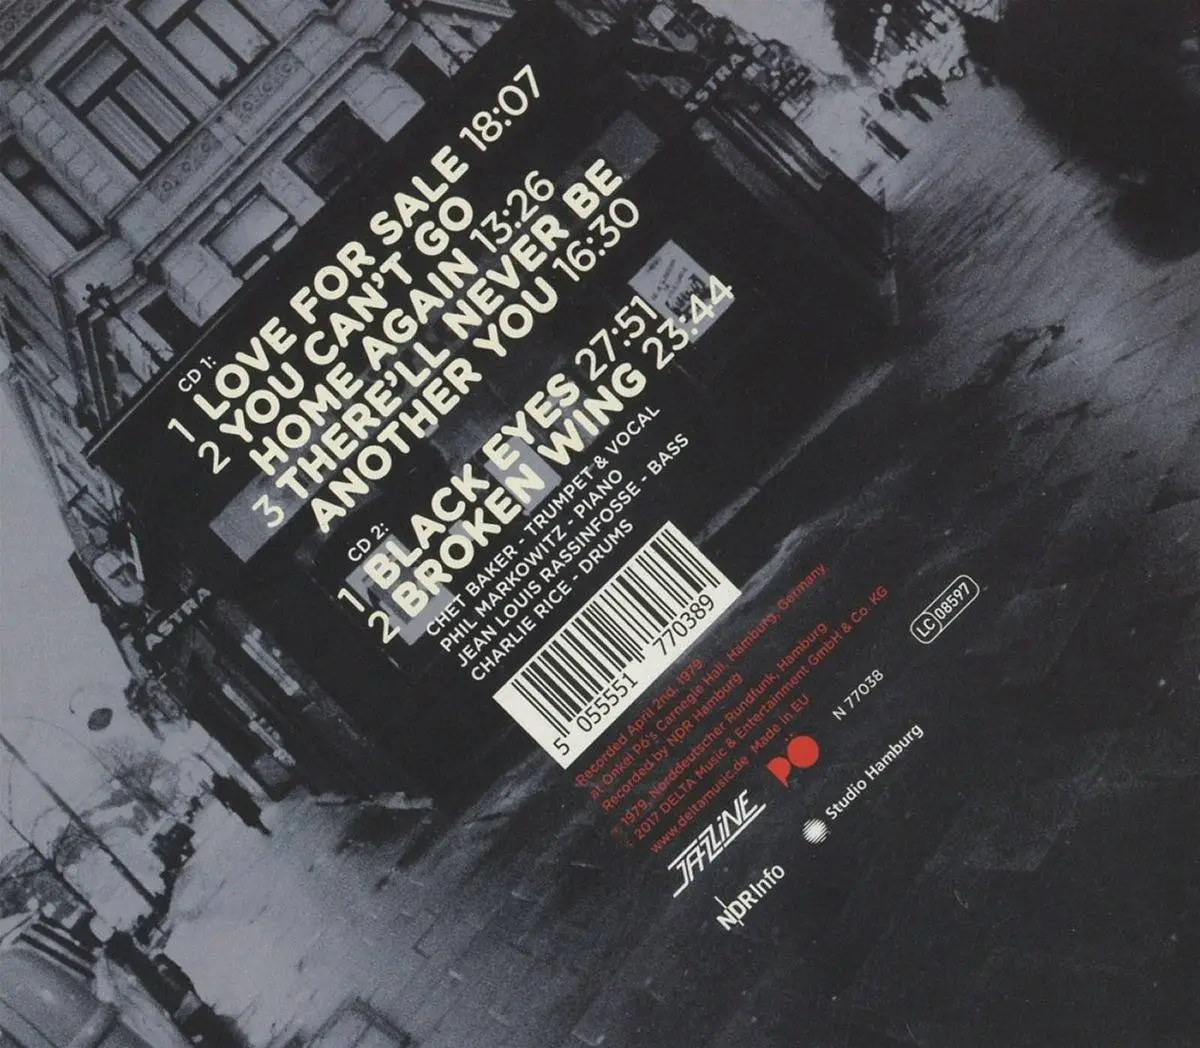 CD 1:
1 LOVE FOR SALE 18:07
2 YOU CAN'T GO
HOME AGAIN 13:26
3 THERE'LL NEVER BE
ANOTHER YOU 16:30
CD 2:
1 BLACK EYES 27:51
2 BROKEN WING 23:44
CHET BAKER - TRUMPET & VOCAL
PHIL MARKOWITZ - PIANO
JEAN LOUIS RASSINFOSSE - BASS
CHARLIE RICE - DRUMS
5 055551 770389
Recorded April 2nd, 1979
at Onkel Pö's Carnegie Hall, Hamburg, Germany
Recorded by NDR Hamburg
1979, Norddeutscher Rundfunk, Hamburg
2017 DELTA Music & Entertainment GmbH & Co. KG
www.deltamusic.de Made in EU
PÖ
N 77038
LC 08597
JAZZLINE
Studio Hamburg
NDR Info
ASTRA
ASTRA